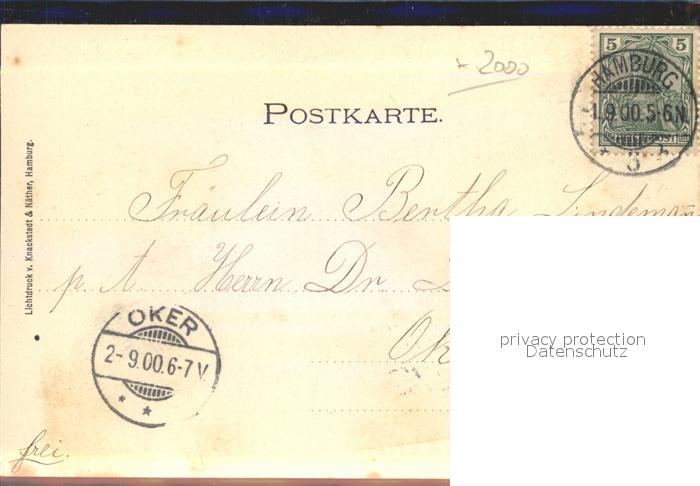 + 2000
5
HAMBURG
1.9.00.5-6N.
POSTKARTE.
Lichtdruck v. Knackstedt & Näther, Hamburg.
Fräulein Bertha Lindeman
p. A. Herrn Dr.
Ok
OKER
2-9.00.6-7V.
frei.
privacy protection
Datenschutz